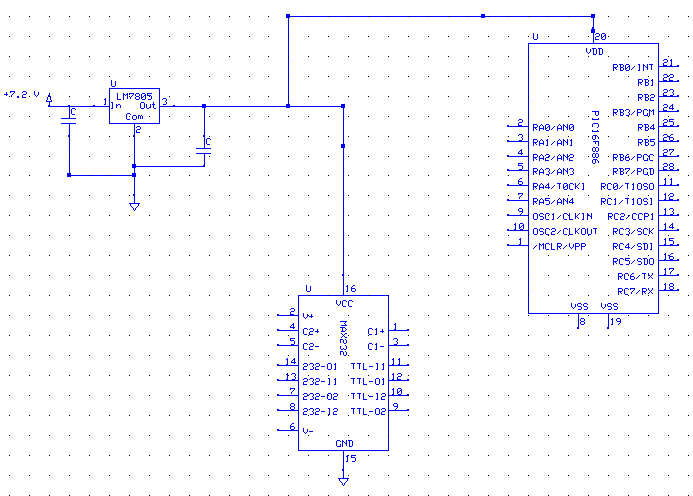 U
20
VDD
RB0/INT 21
RB1 22
RB2 23
RB3/PGM 24
RB4 25
RB5 26
RB6/PGC 27
RB7/PGD 28
RC0/T1OSO 11
RC1/T1OSI 12
RC2/CCP1 13
RC3/SCK 14
RC4/SDI 15
RC5/SDO 16
RC6/TX 17
RC7/RX 18
2 RA0/AN0
3 RA1/AN1
4 RA2/AN2
5 RA3/AN3
6 RA4/T0CKI
7 RA5/AN4
9 OSC1/CLKIN
10 OSC2/CLKOUT
1 /MCLR/VPP
PIC16F886
VSS VSS
8 19
+7.2 V
C
U
LM7805
1 In Out 3
Com
2
C
U 16
VCC
MAX232
2 V+
4 C2+
5 C2-
14 232-O1
13 232-I1
7 232-O2
8 232-I2
6 V-
C1+ 1
C1- 3
TTL-I1 11
TTL-O1 12
TTL-I2 10
TTL-O2 9
GND
15